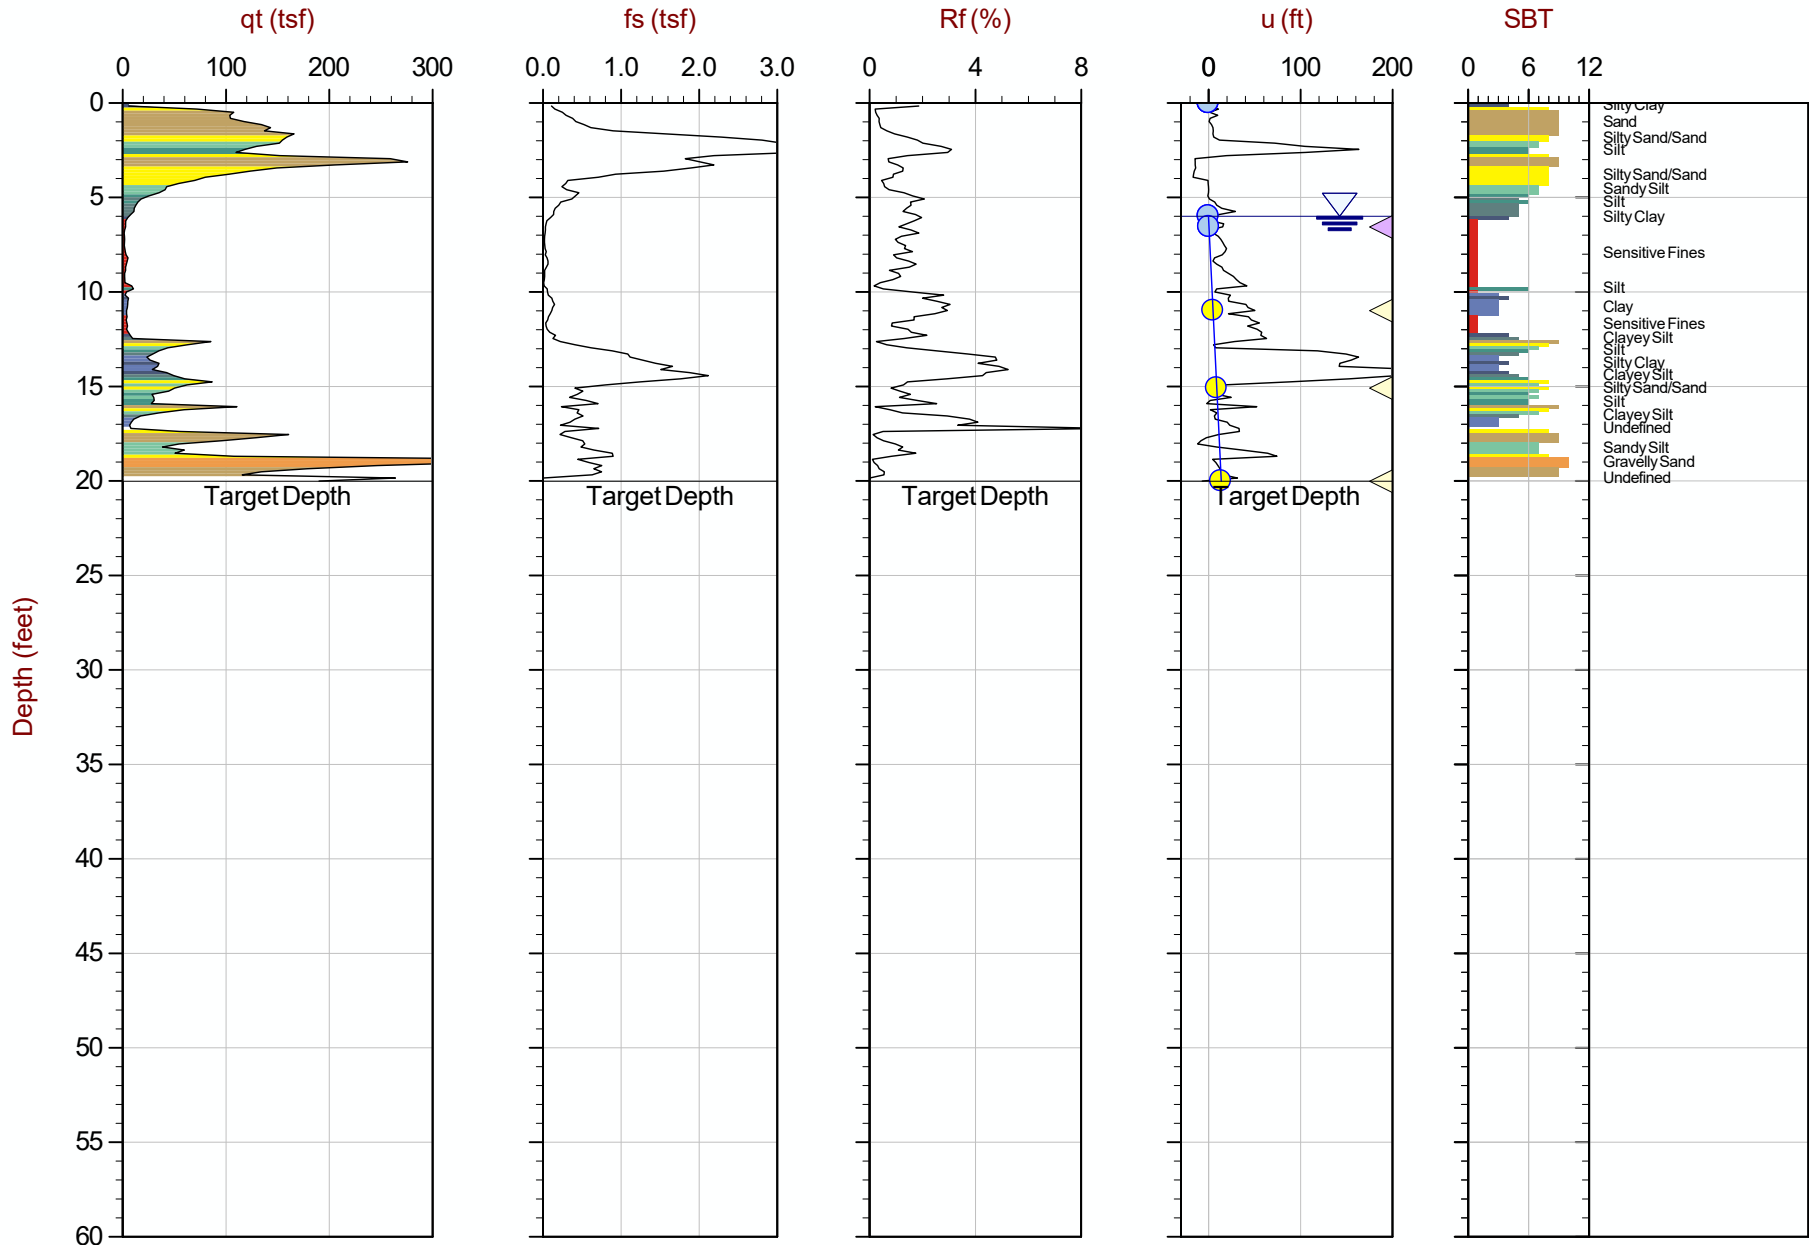 qt (tsf) fs (tsf) Rf (%) u (ft) SBT
0 100 200 300 0.0 1.0 2.0 3.0 0 4 8 0 100 200 0 6 12
0
5
10
15
20
25
30
35
40
45
50
55
60
Depth (feet)
Silty Clay
Sand
Silty Sand/Sand
Silt
Silty Sand/Sand
Sandy Silt
Silt
Silty Clay
Sensitive Fines
Silt
Clay
Sensitive Fines
Clayey Silt
Silt
Silty Clay
Clayey Silt
Silty Sand/Sand
Silt
Clayey Silt
Undefined
Sandy Silt
Gravelly Sand
Undefined
Target Depth Target Depth Target Depth Target Depth